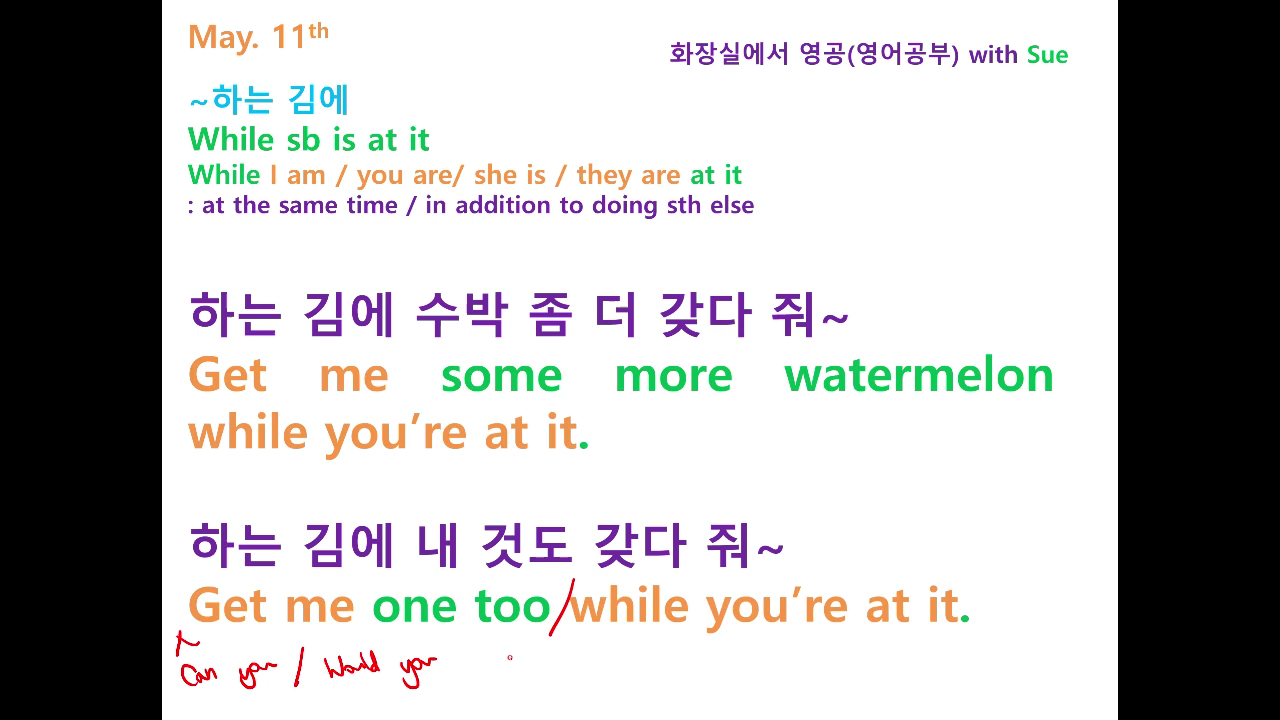 May. 11th
화장실에서 영공(영어공부) with Sue
~하는 김에
While sb is at it
While I am / you are/ she is / they are at it
: at the same time / in addition to doing sth else
하는 김에 수박 좀 더 갖다 줘~
Get me some more watermelon
while you’re at it.
하는 김에 내 것도 갖다 줘~
Get me one too/while you’re at it.
Can you / Would you